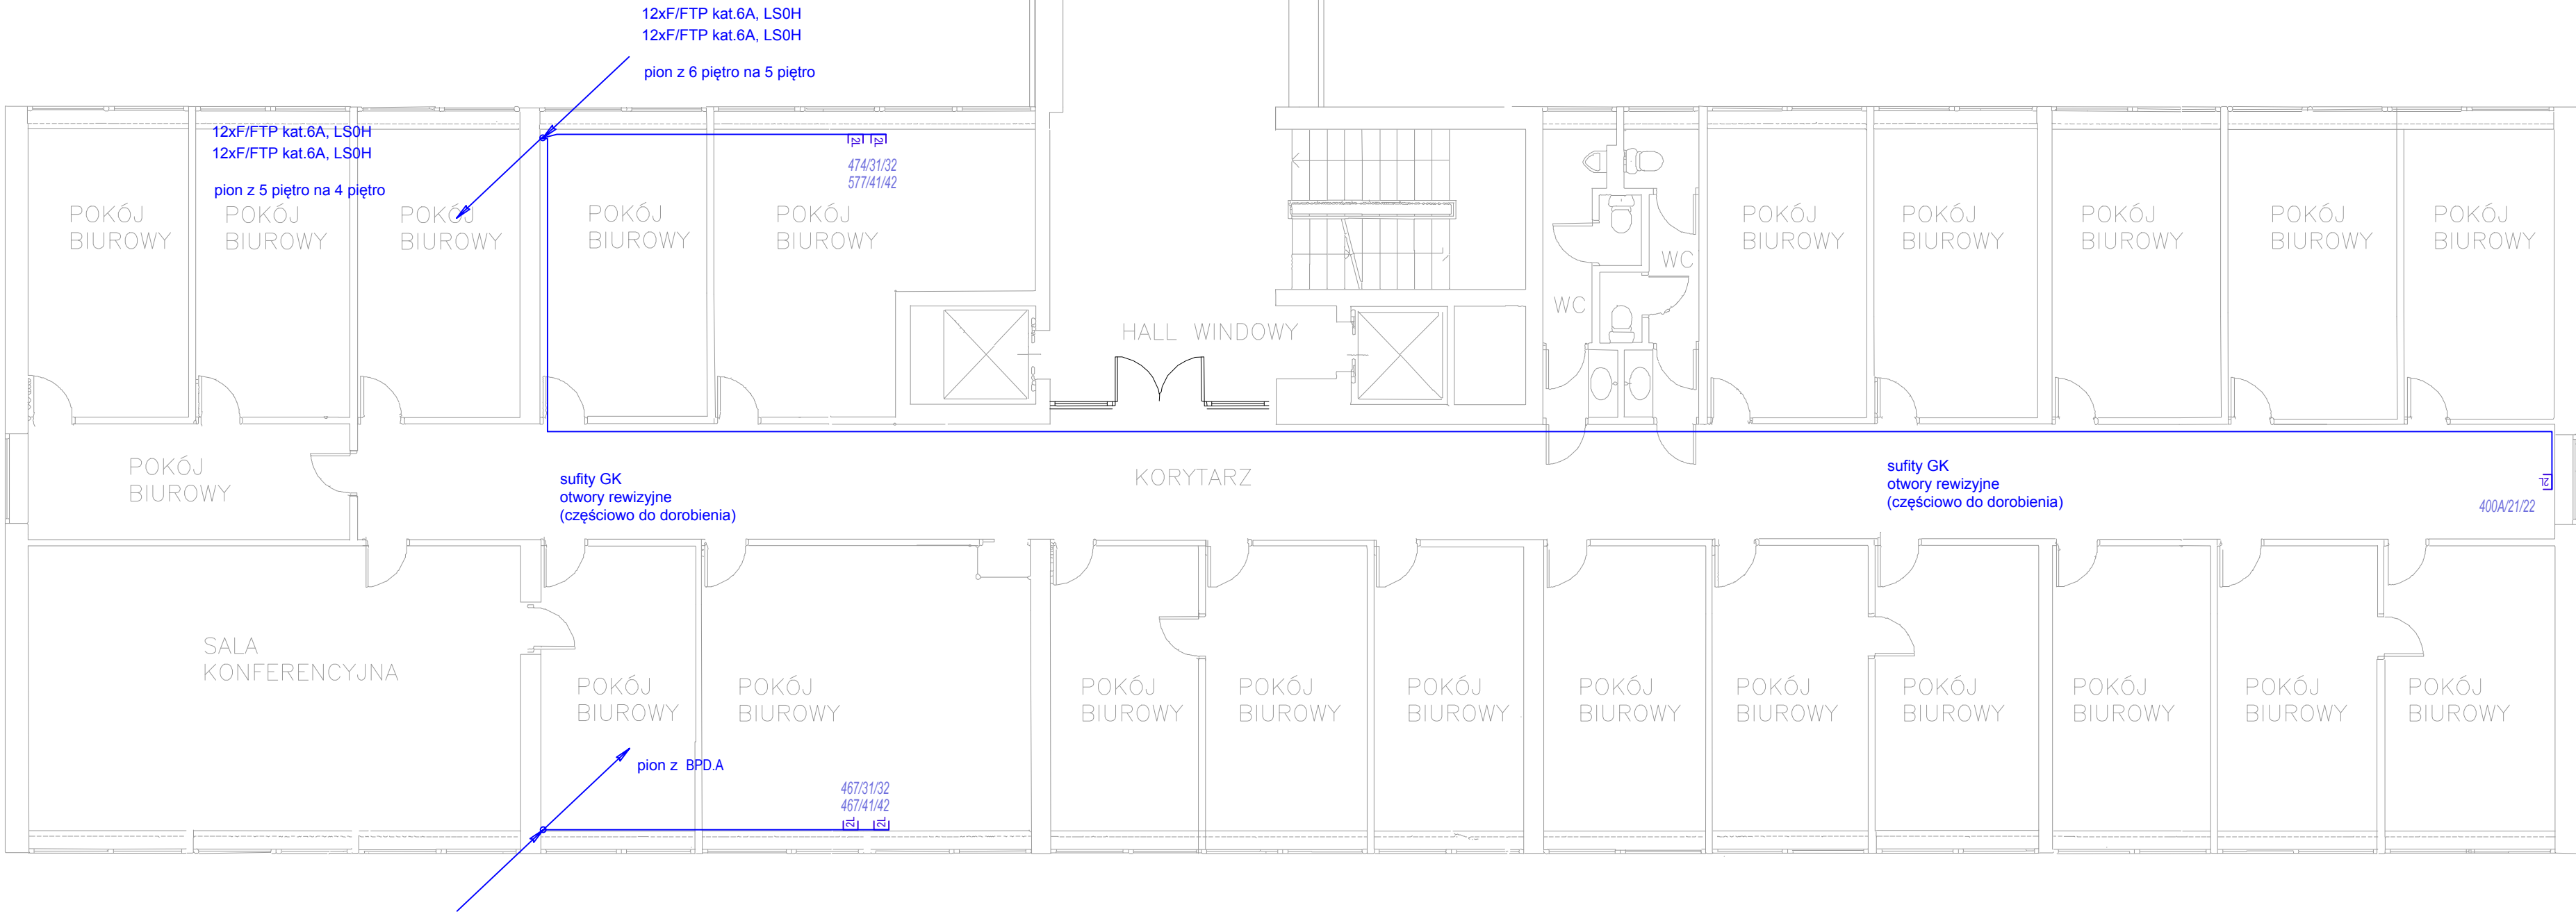 12xF/FTP kat.6A, LS0H
12xF/FTP kat.6A, LS0H
pion z 6 piętro na 5 piętro
12xF/FTP kat.6A, LS0H
12xF/FTP kat.6A, LS0H
pion z 5 piętro na 4 piętro
2L
2L
474/31/32
577/41/42
POKÓJ
BIUROWY
POKÓJ
BIUROWY
POKÓJ
BIUROWY
POKÓJ
BIUROWY
POKÓJ
BIUROWY
WC
WC
POKÓJ
BIUROWY
POKÓJ
BIUROWY
POKÓJ
BIUROWY
POKÓJ
BIUROWY
POKÓJ
BIUROWY
HALL WINDOWY
POKÓJ
BIUROWY
sufity GK
otwory rewizyjne
(częściowo do dorobienia)
KORYTARZ
sufity GK
otwory rewizyjne
(częściowo do dorobienia)
2L
400A/21/22
SALA
KONFERENCYJNA
POKÓJ
BIUROWY
POKÓJ
BIUROWY
POKÓJ
BIUROWY
POKÓJ
BIUROWY
POKÓJ
BIUROWY
POKÓJ
BIUROWY
POKÓJ
BIUROWY
POKÓJ
BIUROWY
POKÓJ
BIUROWY
POKÓJ
BIUROWY
POKÓJ
BIUROWY
pion z BPD.A
467/31/32
467/41/42
2L
2L